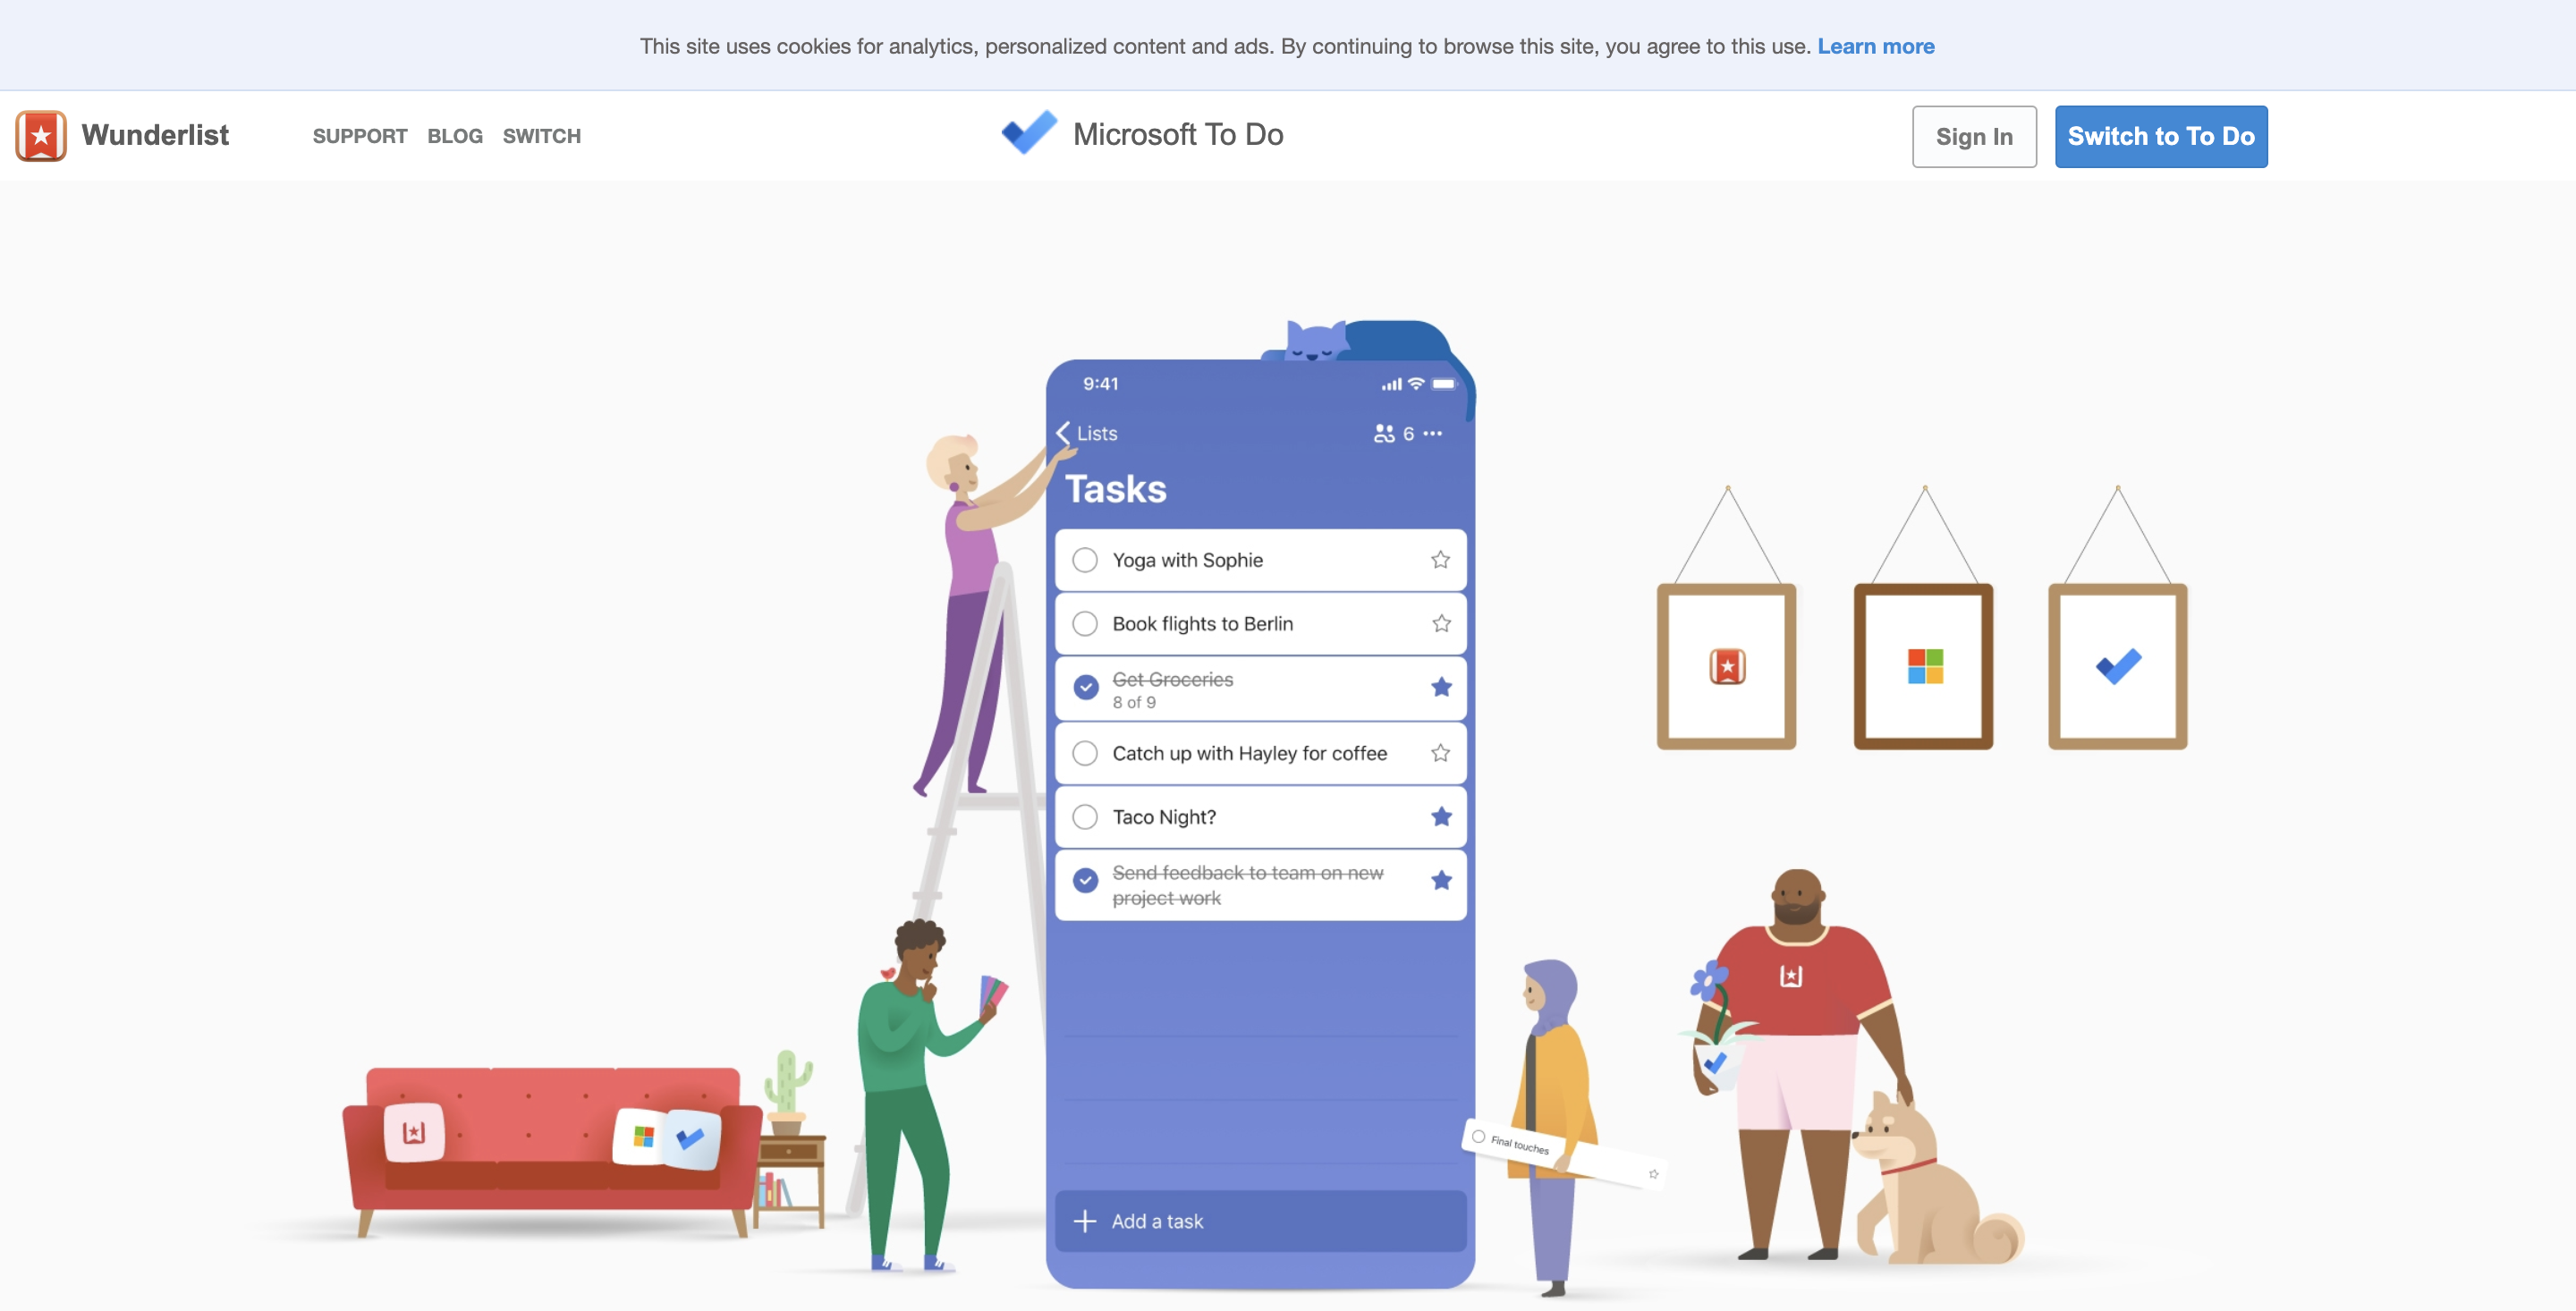 This site uses cookies for analytics, personalized content and ads. By continuing to browse this site, you agree to this use. Learn more
Wunderlist
SUPPORT BLOG SWITCH
Microsoft To Do
Sign In
Switch to To Do
9:41
Lists
6
Tasks
Yoga with Sophie
Book flights to Berlin
Get Groceries
8 of 9
Catch up with Hayley for coffee
Taco Night?
Send feedback to team on new
project work
Final touches
Add a task